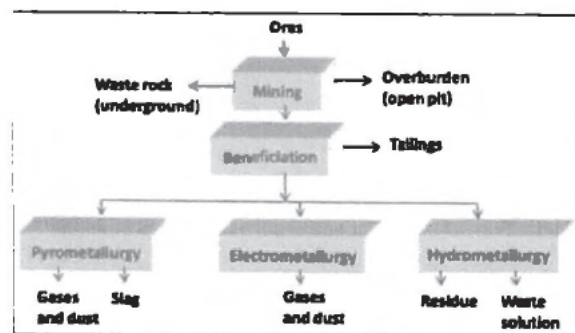 Ores
Waste rock
(underground)
Mining
Overburden
(open pit)
Beneficiation
Tailings
Pyrometallurgy
Electrometallurgy
Hydrometallurgy
Gases
and dust
Slag
Gases
and dust
Residue
Waste
solution